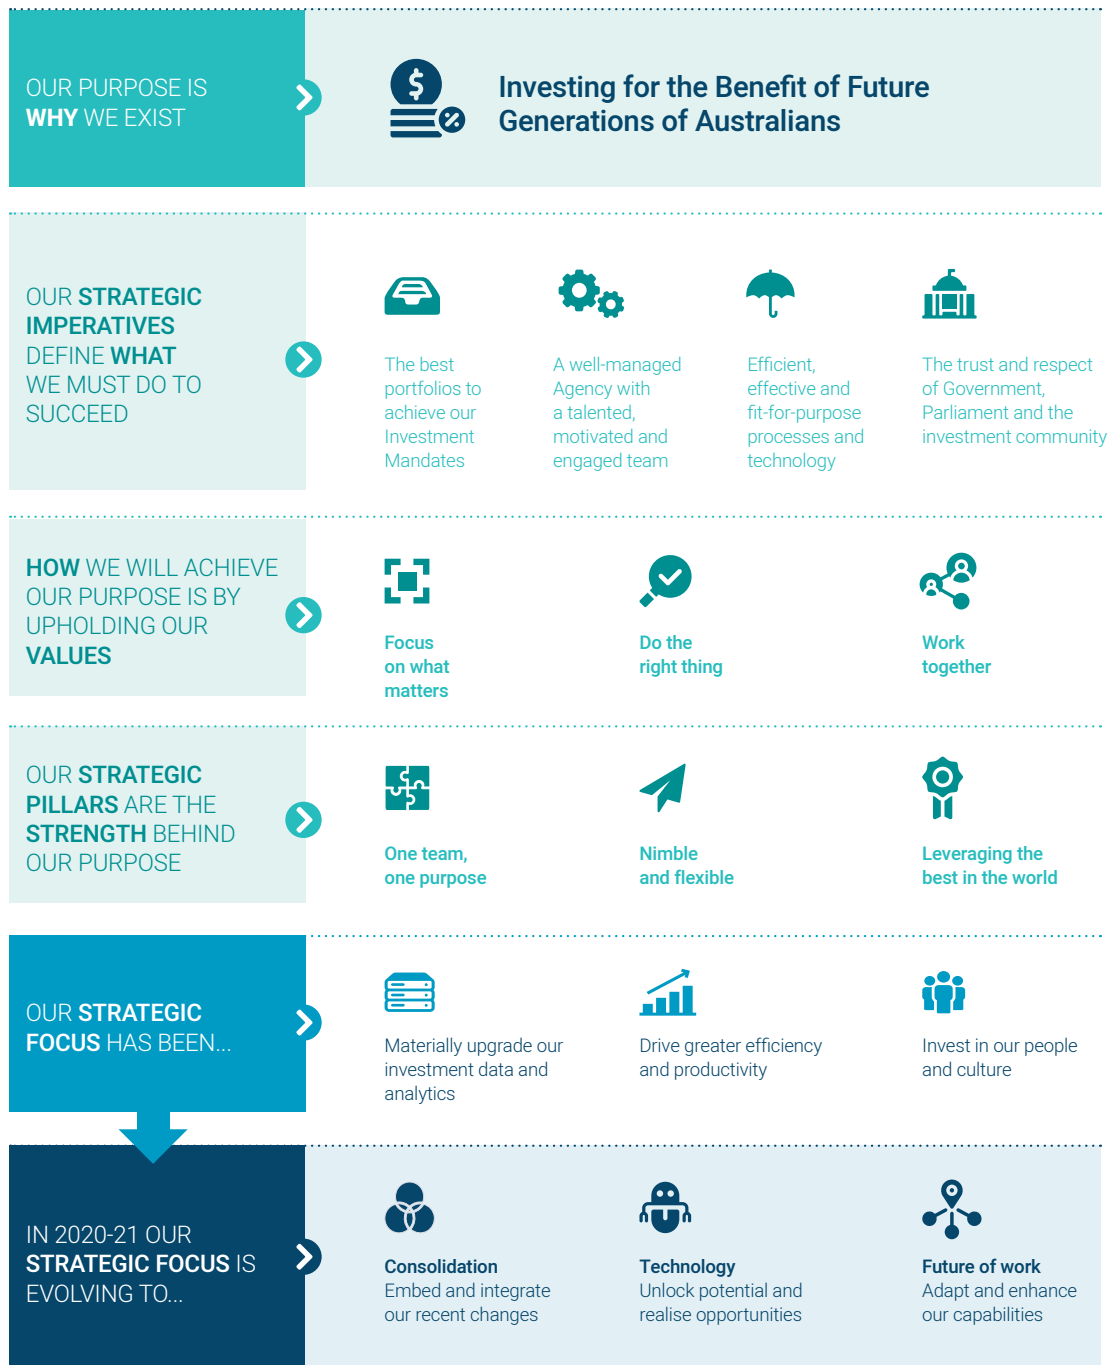 OUR PURPOSE IS
WHY WE EXIST
$
%
Investing for the Benefit of Future
Generations of Australians
OUR STRATEGIC
IMPERATIVES
DEFINE WHAT
WE MUST DO TO
SUCCEED
The best
portfolios to
achieve our
Investment
Mandates
A well-managed
Agency with
a talented,
motivated and
engaged team
Efficient,
effective and
fit-for-purpose
processes and
technology
The trust and respect
of Government,
Parliament and the
investment community
HOW WE WILL ACHIEVE
OUR PURPOSE IS BY
UPHOLDING OUR
VALUES
Focus
on what
matters
Do the
right thing
Work
together
OUR STRATEGIC
PILLARS ARE THE
STRENGTH BEHIND
OUR PURPOSE
One team,
one purpose
Nimble
and flexible
Leveraging the
best in the world
OUR STRATEGIC
FOCUS HAS BEEN...
Materially upgrade our
investment data and
analytics
Drive greater efficiency
and productivity
Invest in our people
and culture
IN 2020-21 OUR
STRATEGIC FOCUS IS
EVOLVING TO...
Consolidation
Embed and integrate
our recent changes
Technology
Unlock potential and
realise opportunities
Future of work
Adapt and enhance
our capabilities